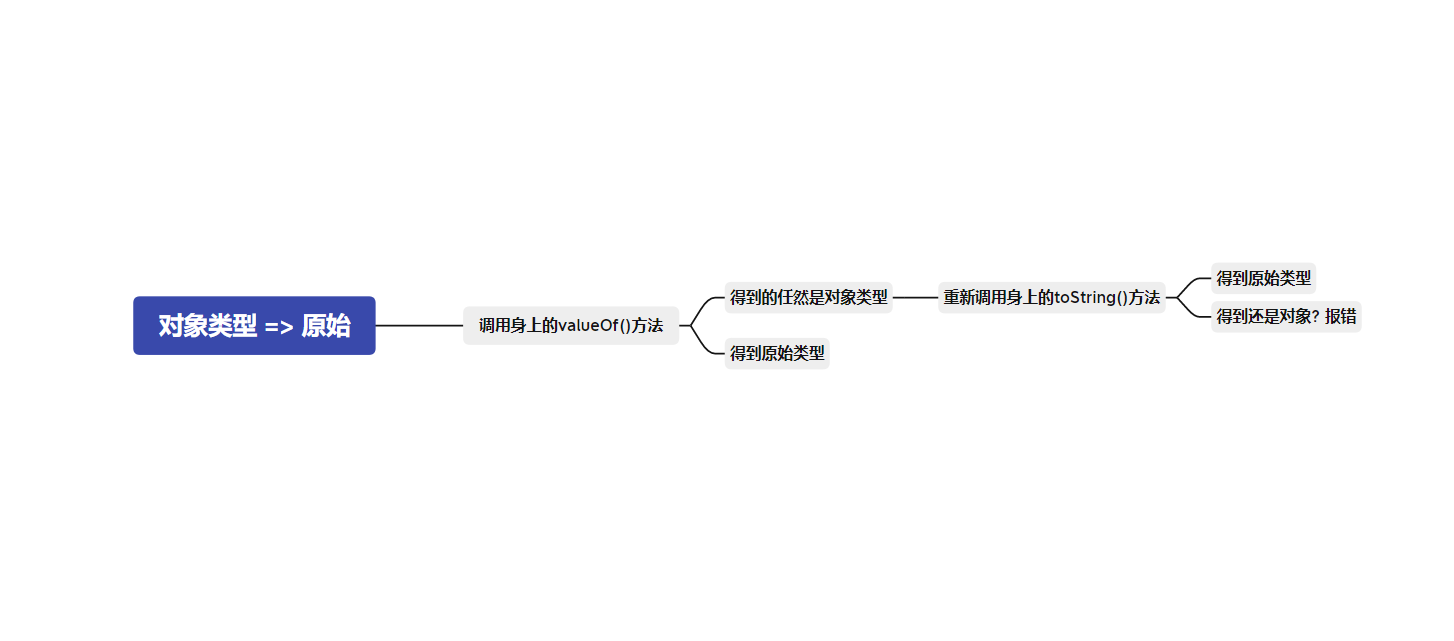 对象类型 => 原始
调用身上的valueOf()方法
得到的任然是对象类型
重新调用身上的toString()方法
得到原始类型
得到还是对象? 报错
得到原始类型